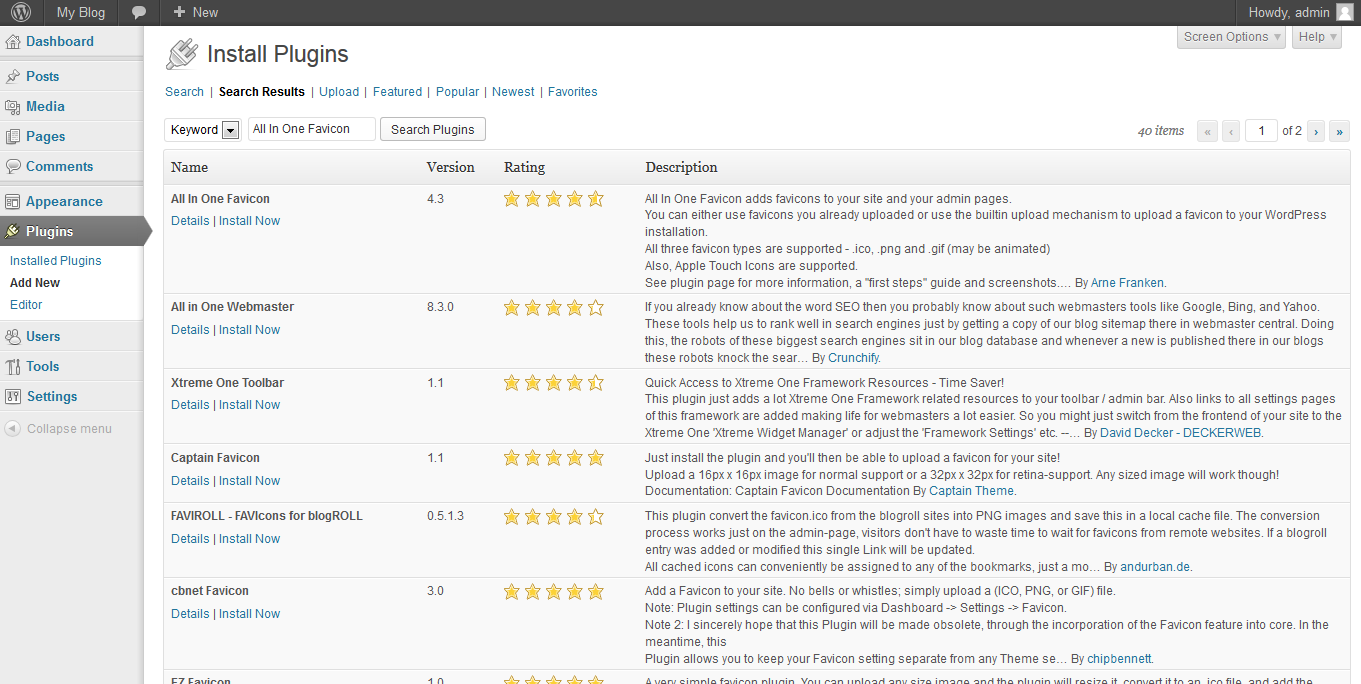 My Blog New Howdy, admin
Dashboard
Posts
Media
Pages
Comments
Appearance
Plugins
Installed Plugins
Add New
Editor
Users
Tools
Settings
Collapse menu
Screen Options Help
Install Plugins
Search | Search Results | Upload | Featured | Popular | Newest | Favorites
Keyword All In One Favicon Search Plugins 40 items « ‹ 1 of 2 › »
Name Version Rating Description
All In One Favicon 4.3 All In One Favicon adds favicons to your site and your admin pages.
Details | Install Now You can either use favicons you already uploaded or use the builtin upload mechanism to upload a favicon to your WordPress
installation.
All three favicon types are supported - .ico, .png and .gif (may be animated)
Also, Apple Touch Icons are supported.
See plugin page for more information, a "first steps" guide and screenshots.… By Arne Franken.
All in One Webmaster 8.3.0 If you already know about the word SEO then you probably know about such webmasters tools like Google, Bing, and Yahoo.
Details | Install Now These tools help us to rank well in search engines just by getting a copy of our blog sitemap there in webmaster central. Doing
this, the robots of these biggest search engines sit in our blog database and whenever a new is published there in our blogs
these robots knock the sear… By Crunchify.
Xtreme One Toolbar 1.1 Quick Access to Xtreme One Framework Resources - Time Saver!
Details | Install Now This plugin just adds a lot Xtreme One Framework related resources to your toolbar / admin bar. Also links to all settings pages
of this framework are added making life for webmasters a lot easier. So you might just switch from the frontend of your site to the
Xtreme One 'Xtreme Widget Manager' or adjust the 'Framework Settings' etc. --… By David Decker - DECKERWEB.
Captain Favicon 1.1 Just install the plugin and you'll then be able to upload a favicon for your site!
Details | Install Now Upload a 16px x 16px image for normal support or a 32px x 32px for retina-support. Any sized image will work though!
Documentation: Captain Favicon Documentation By Captain Theme.
FAVIROLL - FAVIcons for blogROLL 0.5.1.3 This plugin convert the favicon.ico from the blogroll sites into PNG images and save this in a local cache file. The conversion
Details | Install Now process works just on the admin-page, visitors don't have to waste time to wait for favicons from remote websites. If a blogroll
entry was added or modified this single Link will be updated.
All cached icons can conveniently be assigned to any of the bookmarks, just a mo… By andurban.de.
cbnet Favicon 3.0 Add a Favicon to your site. No bells or whistles; simply upload a (ICO, PNG, or GIF) file.
Details | Install Now Note: Plugin settings can be configured via Dashboard -> Settings -> Favicon.
Note 2: I sincerely hope that this Plugin will be made obsolete, through the incorporation of the Favicon feature into core. In the
meantime, this
Plugin allows you to keep your Favicon setting separate from any Theme se… By chipbennett.
EZ Favicon 1.0 A very simple favicon plugin. You can upload any size image and the plugin will resize it, convert it to an .ico file, and add the